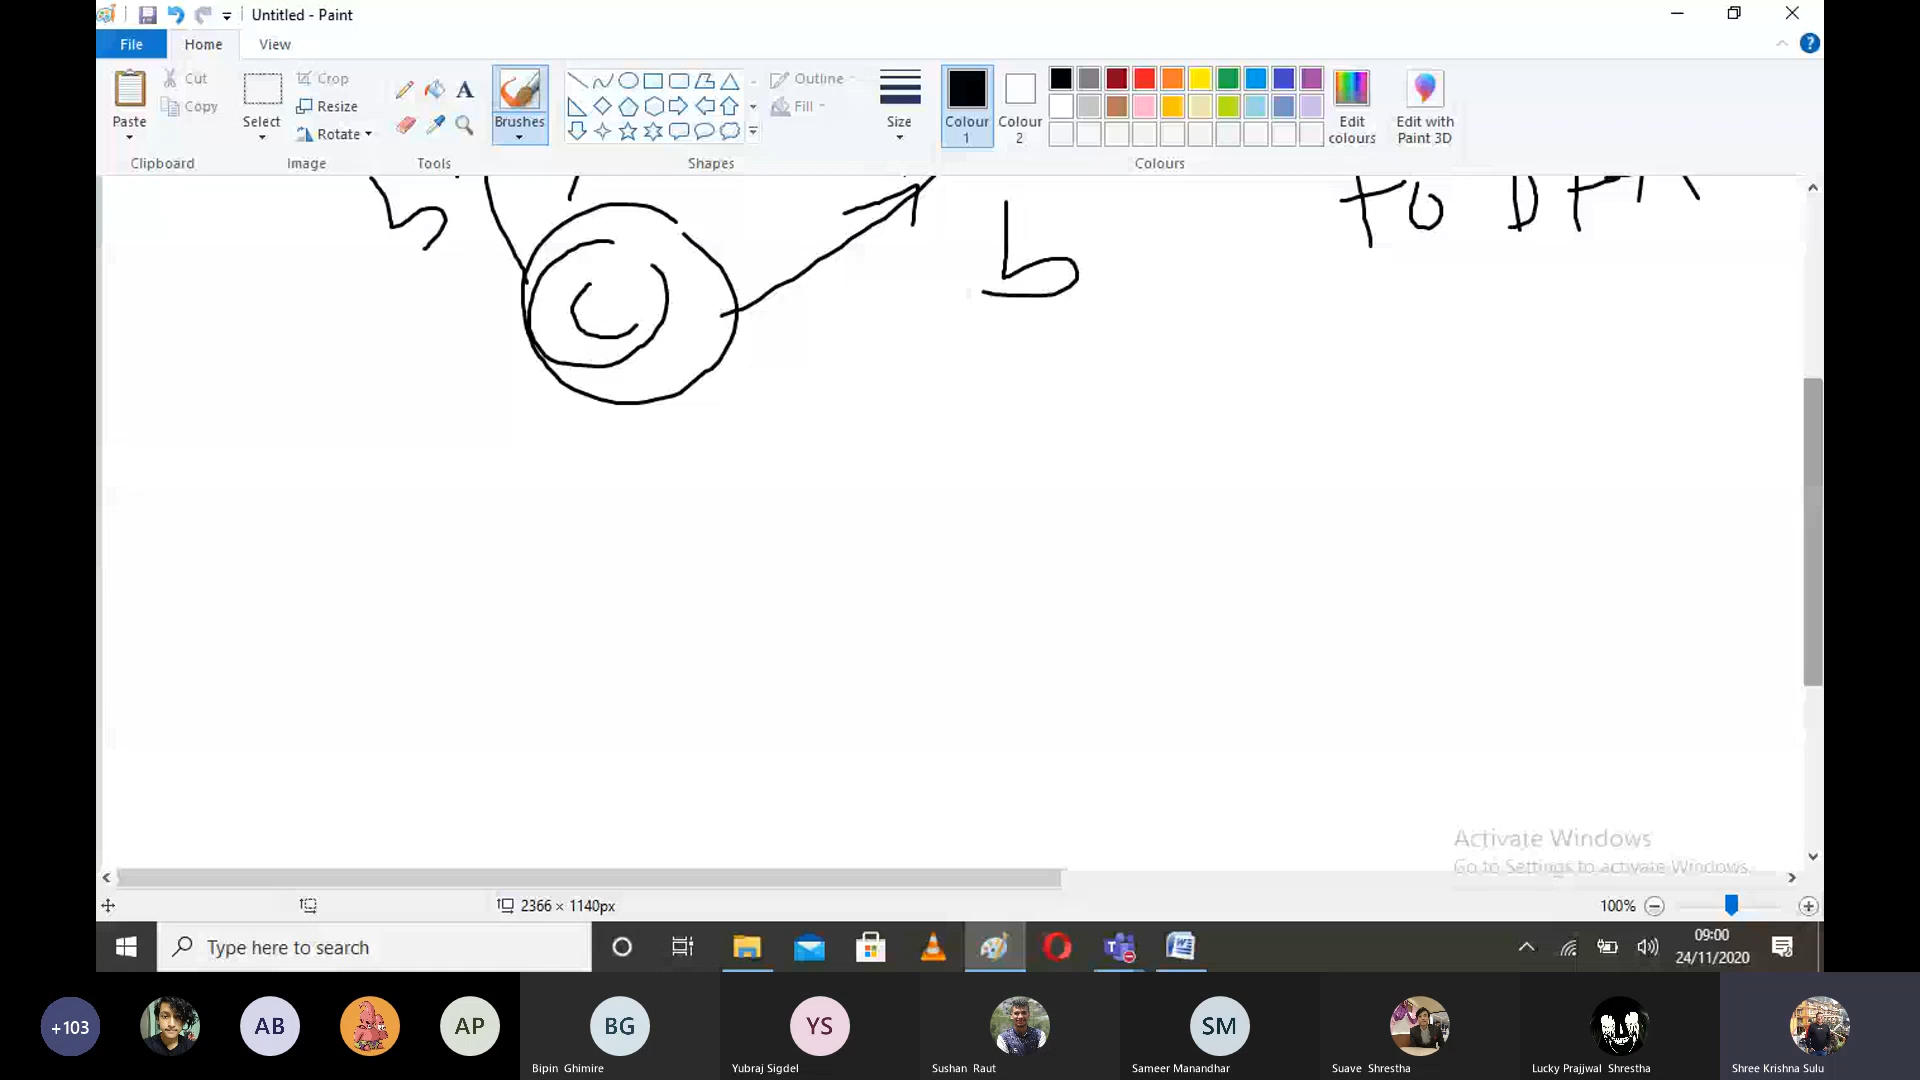 Untitled - Paint
File
Home
View
Paste
Cut
Copy
Clipboard
Select
Crop
Resize
Rotate
Image
Tools
Brushes
Shapes
Outline
Fill
Size
Colour
1
Colour
2
Edit
colours
Edit with
Paint 3D
Colours
b
C
b
to DFA
Activate Windows
Go to Settings to activate Windows.
2366 × 1140px
100%
Type here to search
09:00
24/11/2020
+103
AB
AP
BG
YS
SM
Bipin Ghimire
Yubraj Sigdel
Sushan Raut
Sameer Manandhar
Suave Shrestha
Lucky Prajjwal Shrestha
Shree Krishna Sulu